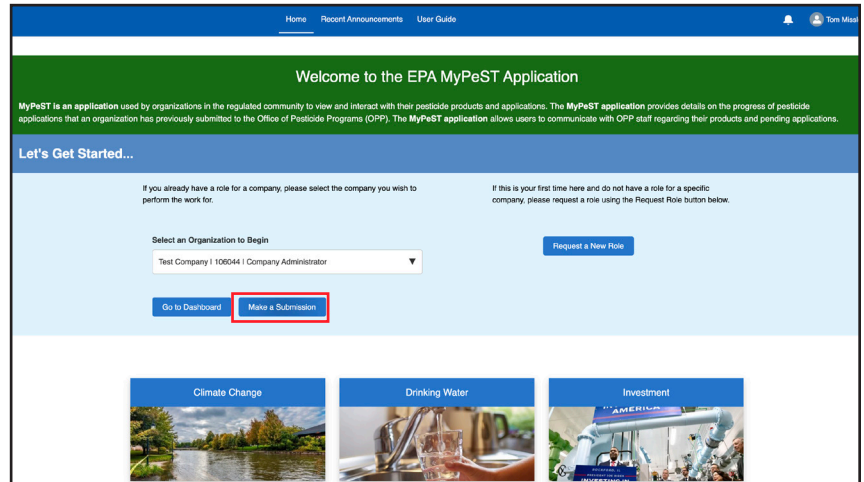 Home Recent Announcements User Guide
Welcome to the EPA MyPeST Application
MyPeST is an application used by organizations in the regulated community to view and interact with their pesticide products and applications. The MyPeST application provides details on the progress of pesticide
applications that an organization has previously submitted to the Office of Pesticide Programs (OPP). The MyPeST application allows users to communicate with OPP staff regarding their products and pending applications.
Let's Get Started...
If you already have a role for a company, please select the company you wish to
perform the work for.
If this is your first time here and do not have a role for a specific
company, please request a role using the Request Role button below.
Select an Organization to Begin
Test Company I 106044 I Company Administrator
Request a New Role
Go to Dashboard
Make a Submission
Climate Change
Drinking Water
Investment
AMERICA
INVESTING IN